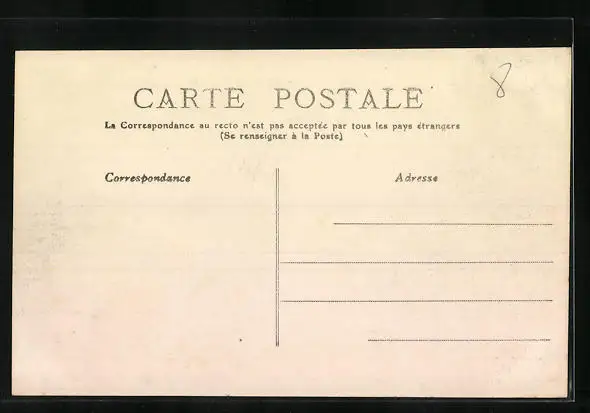 8
CARTE POSTALE
La Correspondance au recto n'est pas acceptée par tous les pays étrangers
(Se renseigner à la Poste)
Correspondance
Adresse